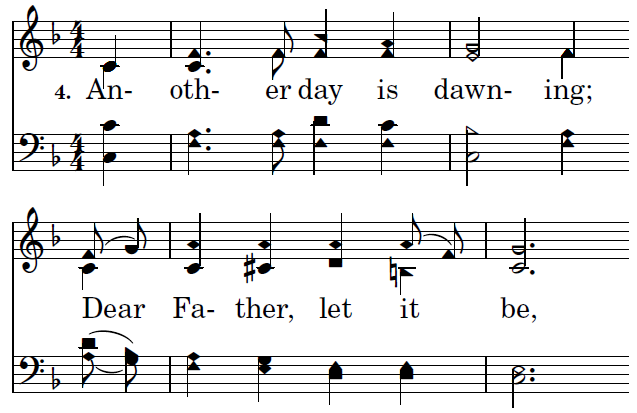 4. An- oth- er day is dawn- ing;
Dear Fa- ther, let it be,